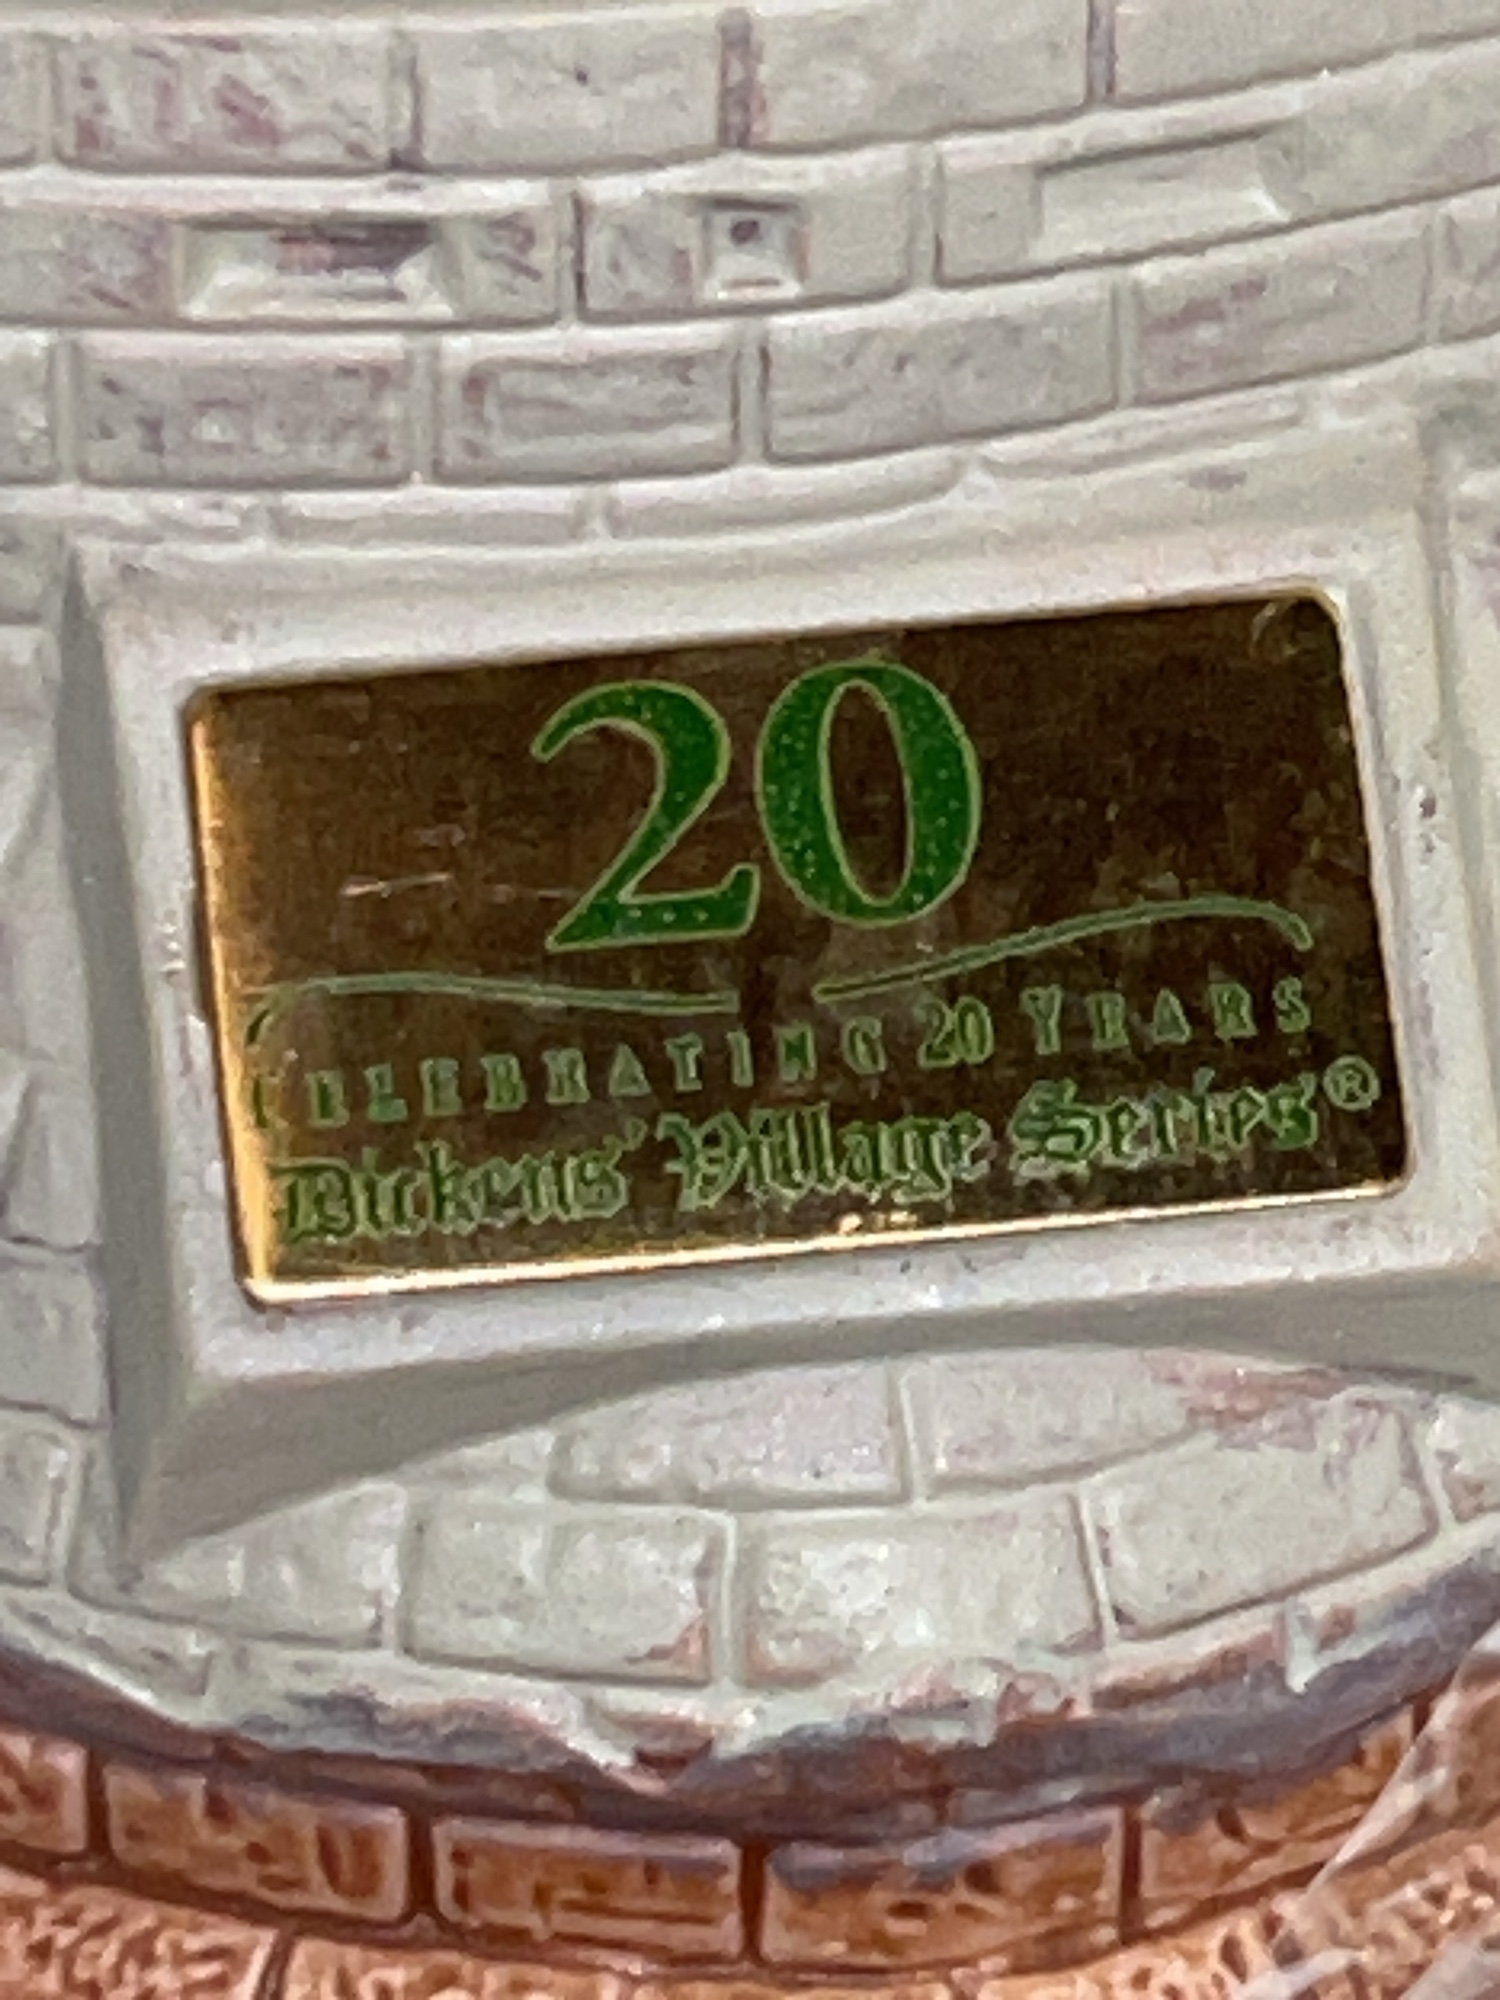 20
CELEBRATING 20 YEARS
Dickens' Village Series®